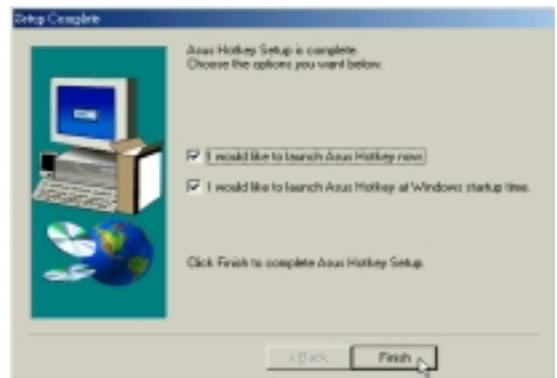 Setup Complete
Asus Hotkey Setup is complete.
Choose the options you want below.
I would like to launch Asus Hotkey now.
I would like to launch Asus Hotkey at Windows startup time.
Click Finish to complete Asus Hotkey Setup.
< Back
Finish